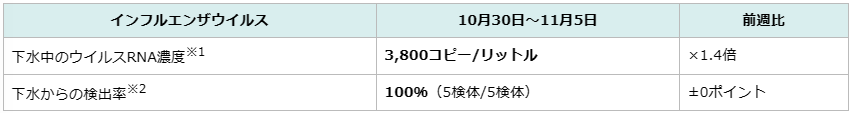 インフルエンザウイルス 10月30日～11月5日 前週比
下水中のウイルスRNA濃度※1 3,800コピー/リットル ×1.4倍
下水からの検出率※2 100%（5検体/5検体） ±0ポイント